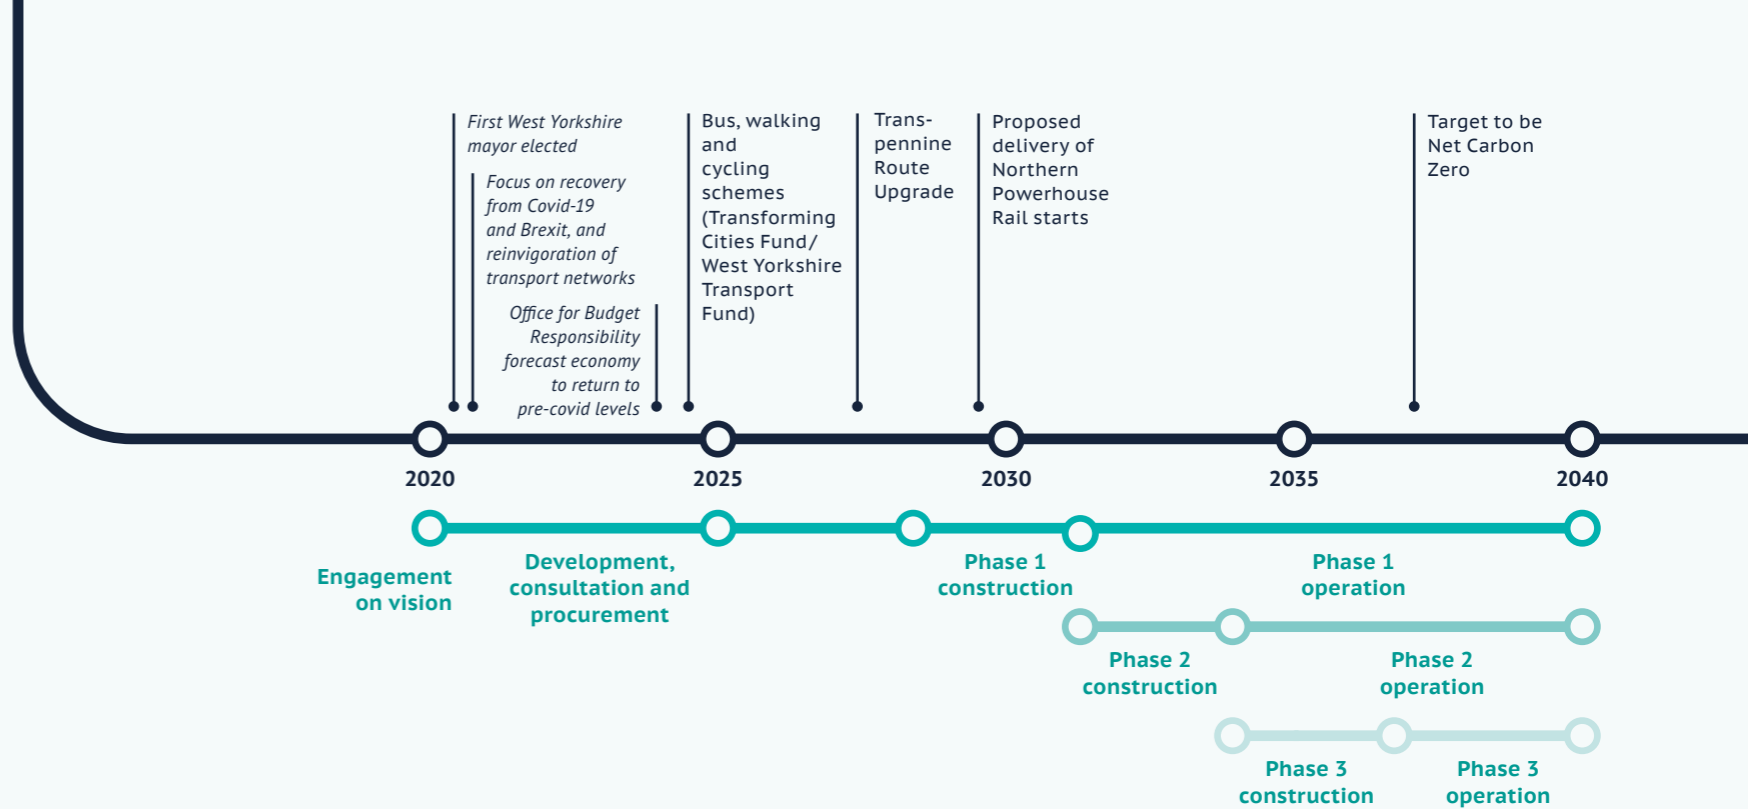 First West Yorkshire
mayor elected
Focus on recovery
from Covid-19
and Brexit, and
reinvigoration of
transport networks
Office for Budget
Responsibility
forecast economy
to return to
pre-covid levels
Bus, walking
and
cycling
schemes
(Transforming
Cities Fund/
West Yorkshire
Transport
Fund)
Trans-
pennine
Route
Upgrade
Proposed
delivery of
Northern
Powerhouse
Rail starts
Target to be
Net Carbon
Zero
2020
2025
2030
2035
2040
Engagement
on vision
Development,
consultation and
procurement
Phase 1
construction
Phase 1
operation
Phase 2
construction
Phase 2
operation
Phase 3
construction
Phase 3
operation